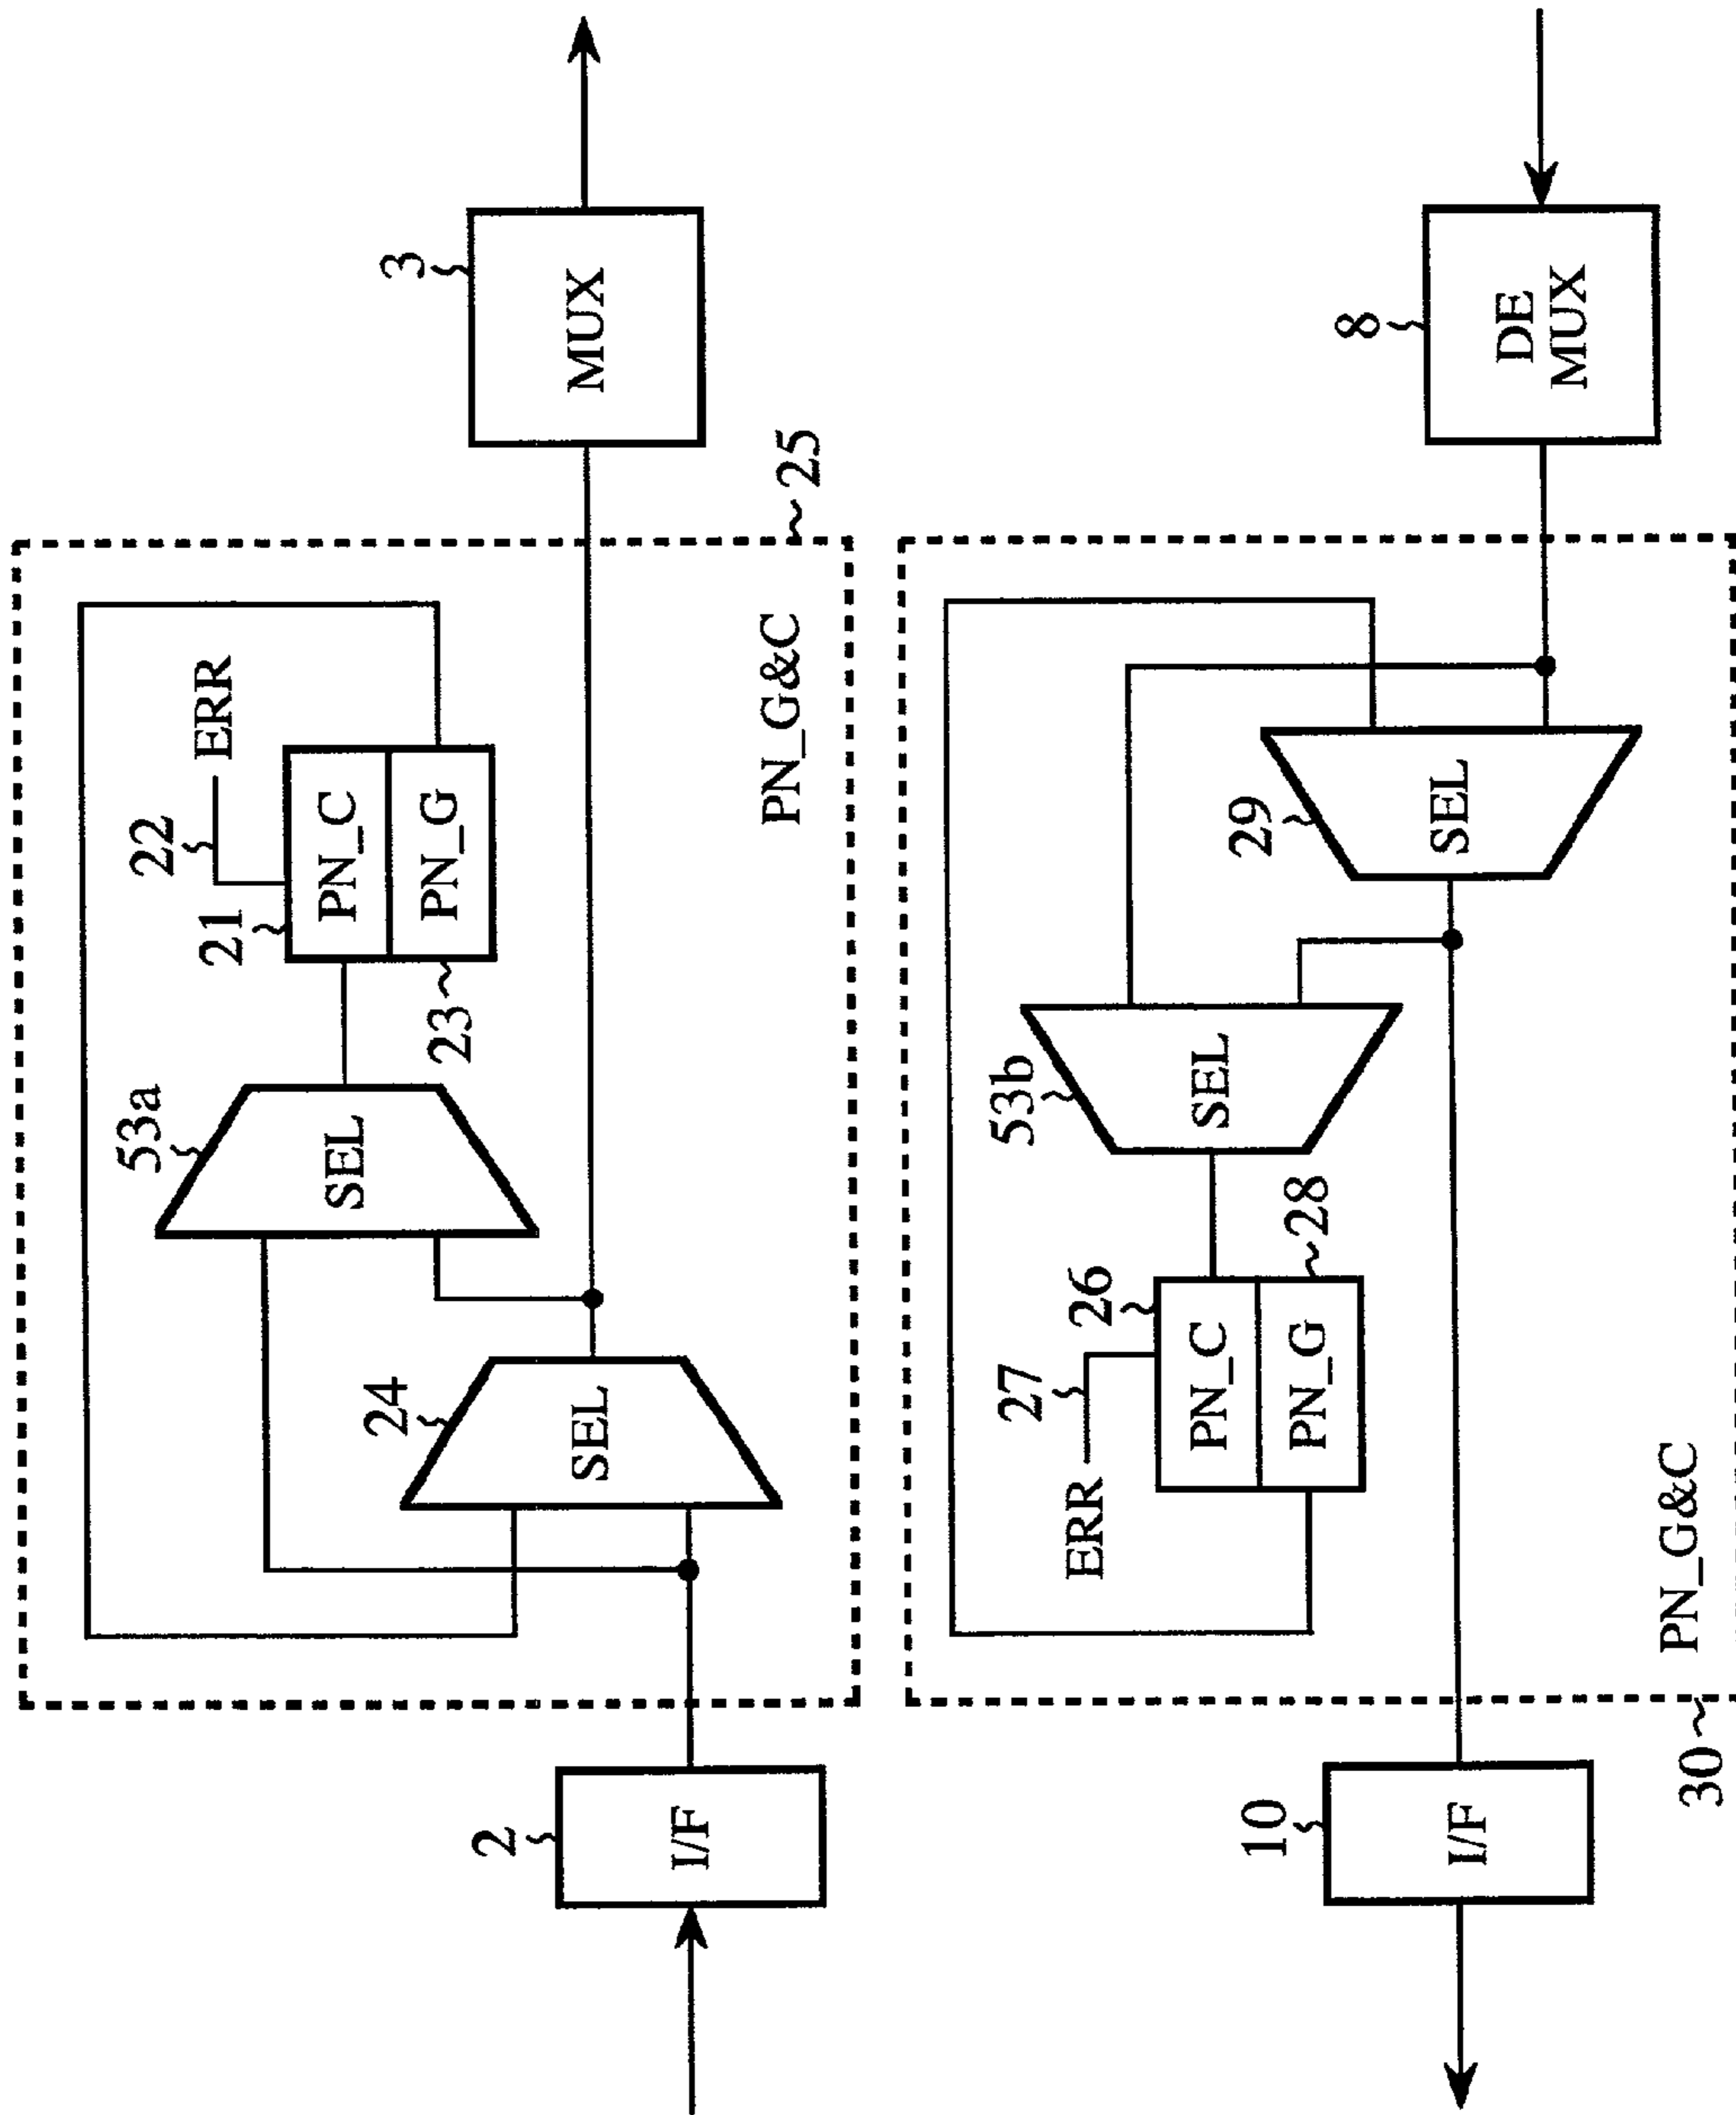 3
MUX
25
ERR
22
21
PN_C
PN_G
23
53a
SEL
24
SEL
PN_G&C
2
I/F
8
DE
MUX
29
SEL
53b
SEL
28
26
27
ERR
PN_C
PN_G
PN_G&C
30
10
I/F